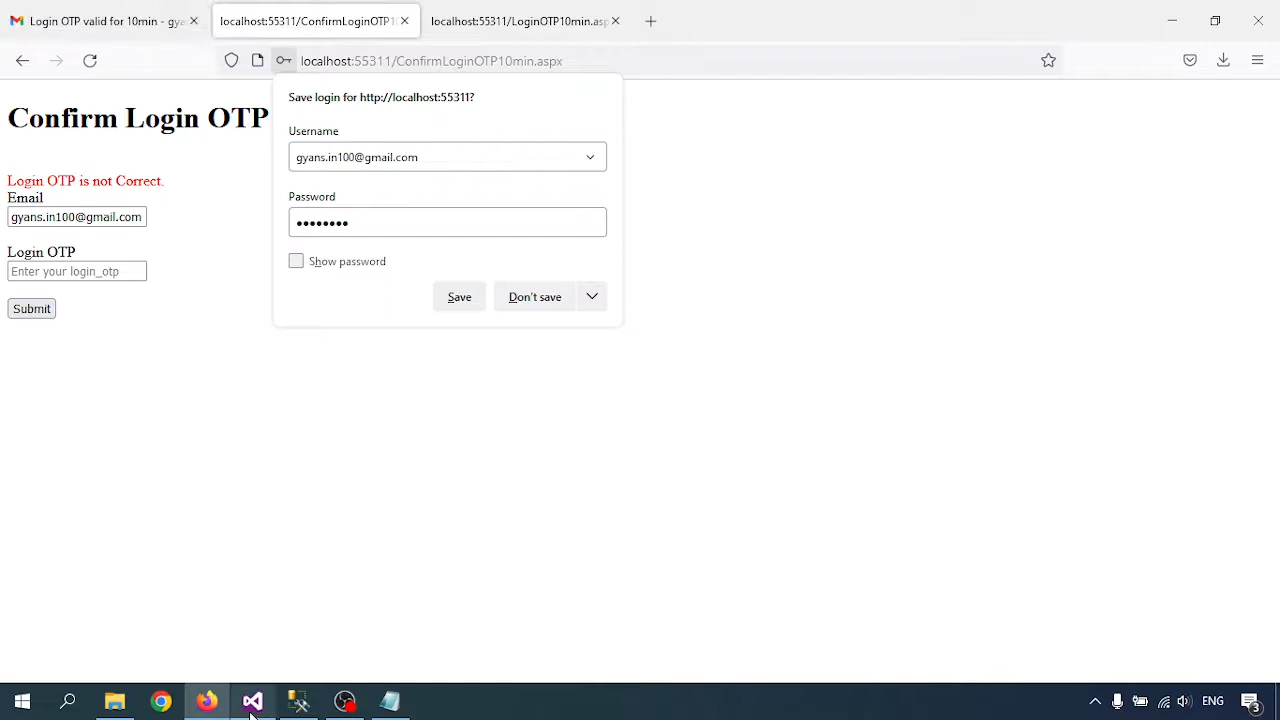 Login OTP valid for 10min - gya
localhost:55311/ConfirmLoginOTP1
localhost:55311/LoginOTP10min.asp
localhost:55311/ConfirmLoginOTP10min.aspx
Save login for http://localhost:55311?
Confirm Login OTP
Username
gyans.in100@gmail.com
Login OTP is not Correct.
Email
Password
gyans.in100@gmail.com
••••••••
Login OTP
Show password
Enter your login_otp
Save
Don't save
Submit
ENG
3